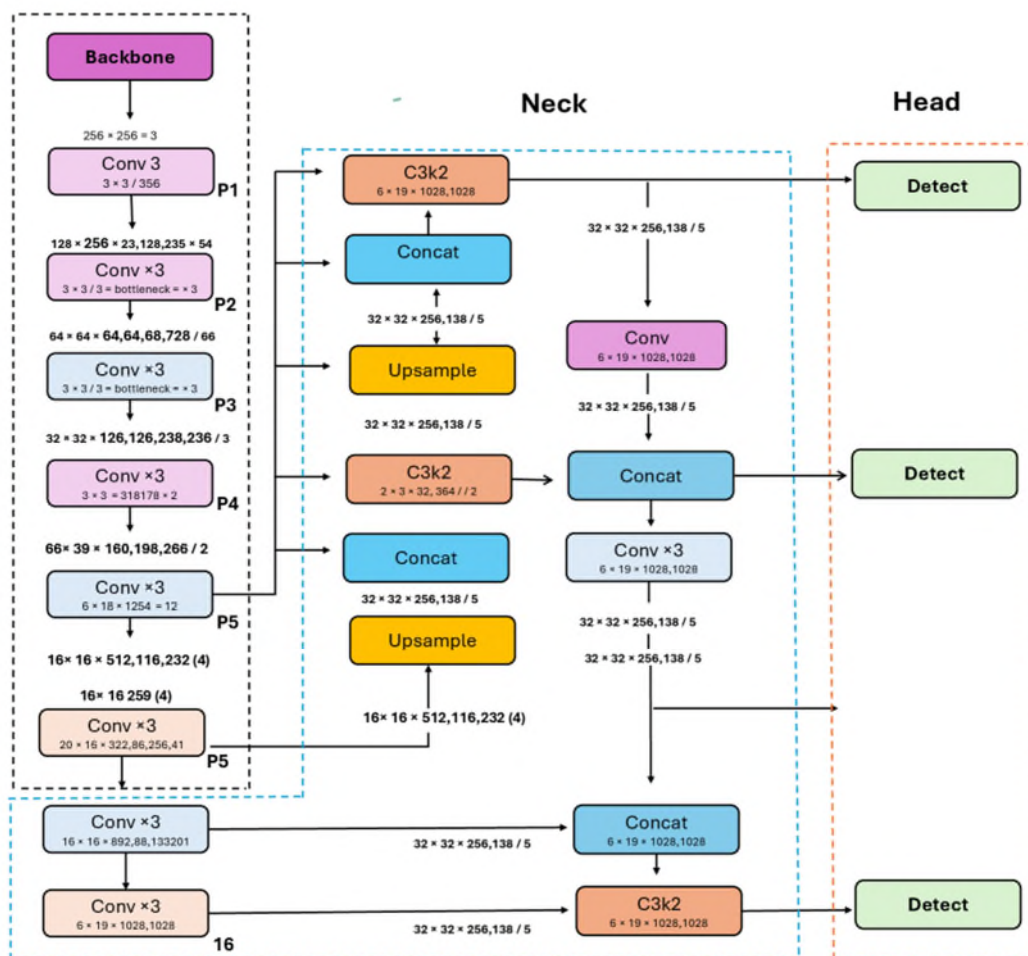 Backbone
256 × 256 = 3
Conv 3
3 × 3 / 356
P1
128 × 256 × 23,128,235 × 54
Conv ×3
3 × 3 / 3 = bottleneck = × 3
P2
64 × 64 × 64,64,68,728 / 66
Conv ×3
3 × 3 / 3 = bottleneck = × 3
P3
32 × 32 × 126,126,238,236 / 3
Conv ×3
3 × 3 = 318178 × 2
P4
66× 39 × 160,198,266 / 2
Conv ×3
6 × 18 × 1254 = 12
P5
16× 16 × 512,116,232 (4)
16× 16 259 (4)
Conv ×3
20 × 16 × 322,86,256,41
P5
Conv ×3
16 × 16 × 892,88,133201
Conv ×3
6 × 19 × 1028,1028
16
Neck
C3k2
6 × 19 × 1028,1028
Concat
32 × 32 × 256,138 / 5
Upsample
32 × 32 × 256,138 / 5
C3k2
2 × 3 × 32, 364 / / 2
Concat
32 × 32 × 256,138 / 5
Upsample
16× 16 × 512,116,232 (4)
32 × 32 × 256,138 / 5
32 × 32 × 256,138 / 5
32 × 32 × 256,138 / 5
Conv
6 × 19 × 1028,1028
32 × 32 × 256,138 / 5
Concat
Conv ×3
6 × 19 × 1028,1028
32 × 32 × 256,138 / 5
32 × 32 × 256,138 / 5
Concat
6 × 19 × 1028,1028
C3k2
6 × 19 × 1028,1028
Head
Detect
Detect
Detect